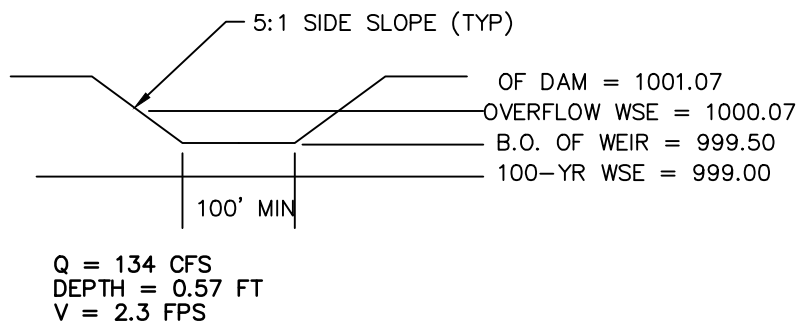 5:1 SIDE SLOPE (TYP)
OF DAM = 1001.07
OVERFLOW WSE = 1000.07
B.O. OF WEIR = 999.50
100-YR WSE = 999.00
100' MIN
Q = 134 CFS
DEPTH = 0.57 FT
V = 2.3 FPS